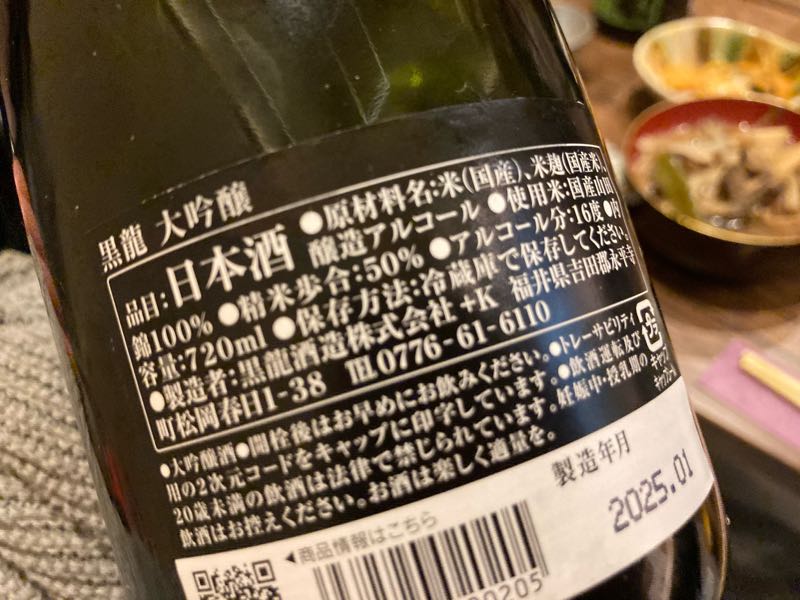 黒龍 大吟醸
品目:日本酒 ●原材料名:米(国産)、米麹(国産米)、
醸造アルコール ●使用米:国産山田
錦100% ●精米歩合:50% ●アルコール分:16度 ●内
容量:720ml ●保存方法:冷蔵庫で保存してください。
●製造者:黒龍酒造株式会社 +K 福井県吉田郡永平寺
町松岡春日1-38 ℡0776-61-6110
●大吟醸酒 ●開栓後はお早めにお飲みください。●トレーサビリティ
用の2次元コードをキャップに印字しています。●飲酒運転及び
20歳未満の飲酒は法律で禁じられています。妊娠中・授乳期の
飲酒はお控えください。お酒は楽しく適量を。
キャップ
製造年月
2025.01
◀商品情報はこちら
00205